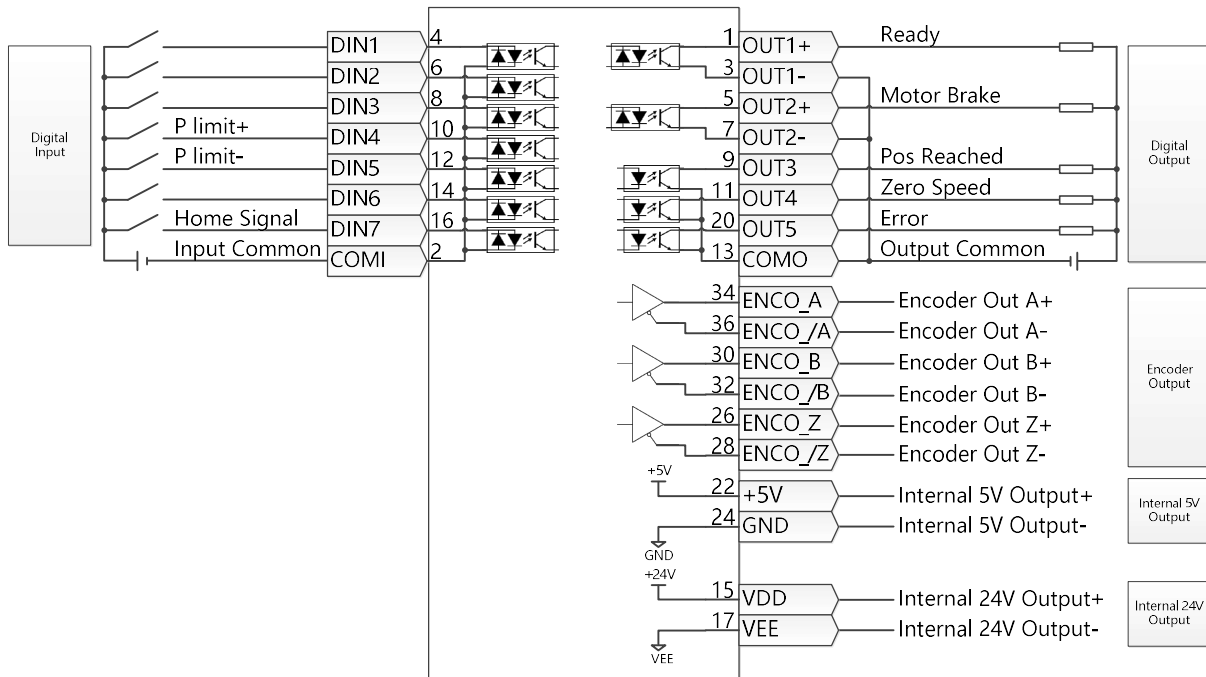 Digital
Input
P limit+
P limit-
Home Signal
Input Common
DIN1
DIN2
DIN3
DIN4
DIN5
DIN6
DIN7
COMI
4
6
8
10
12
14
16
2
1 OUT1+ Ready
3 OUT1-
5 OUT2+ Motor Brake
7 OUT2-
9 OUT3 Pos Reached
11 OUT4 Zero Speed
20 OUT5 Error
13 COMO Output Common
Digital
Output
34 ENCO_A Encoder Out A+
36 ENCO_/A Encoder Out A-
30 ENCO_B Encoder Out B+
32 ENCO_/B Encoder Out B-
26 ENCO_Z Encoder Out Z+
28 ENCO_/Z Encoder Out Z-
Encoder
Output
+5V
22 +5V Internal 5V Output+
24 GND Internal 5V Output-
GND
Internal 5V
Output
+24V
15 VDD Internal 24V Output+
17 VEE Internal 24V Output-
VEE
Internal 24V
Output